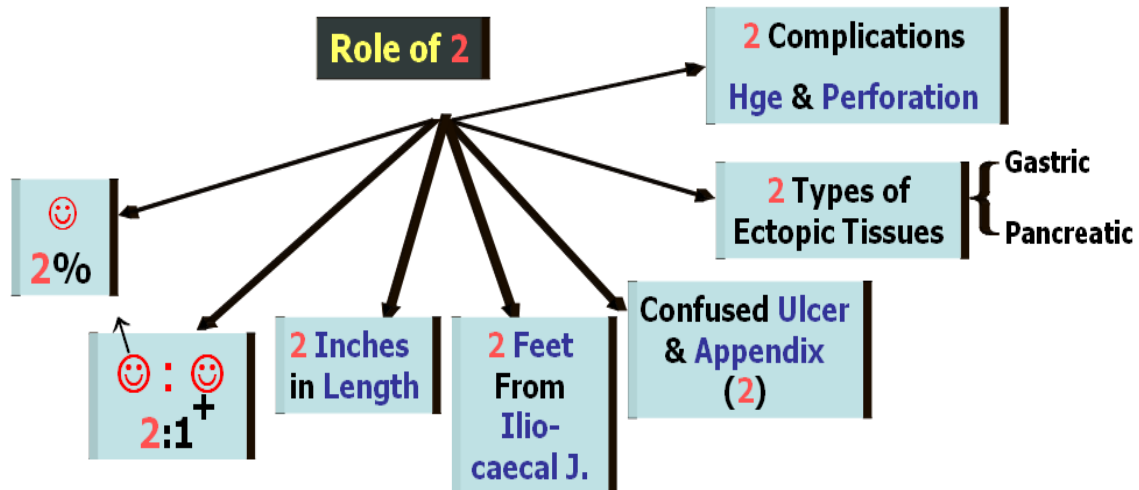 Role of 2
2 Complications
Hge & Perforation
2 Types of
Ectopic Tissues
Gastric
Pancreatic
2%
:
2:1
2 Inches
in Length
2 Feet
From
Ilio-
caecal J.
Confused Ulcer
& Appendix
(2)